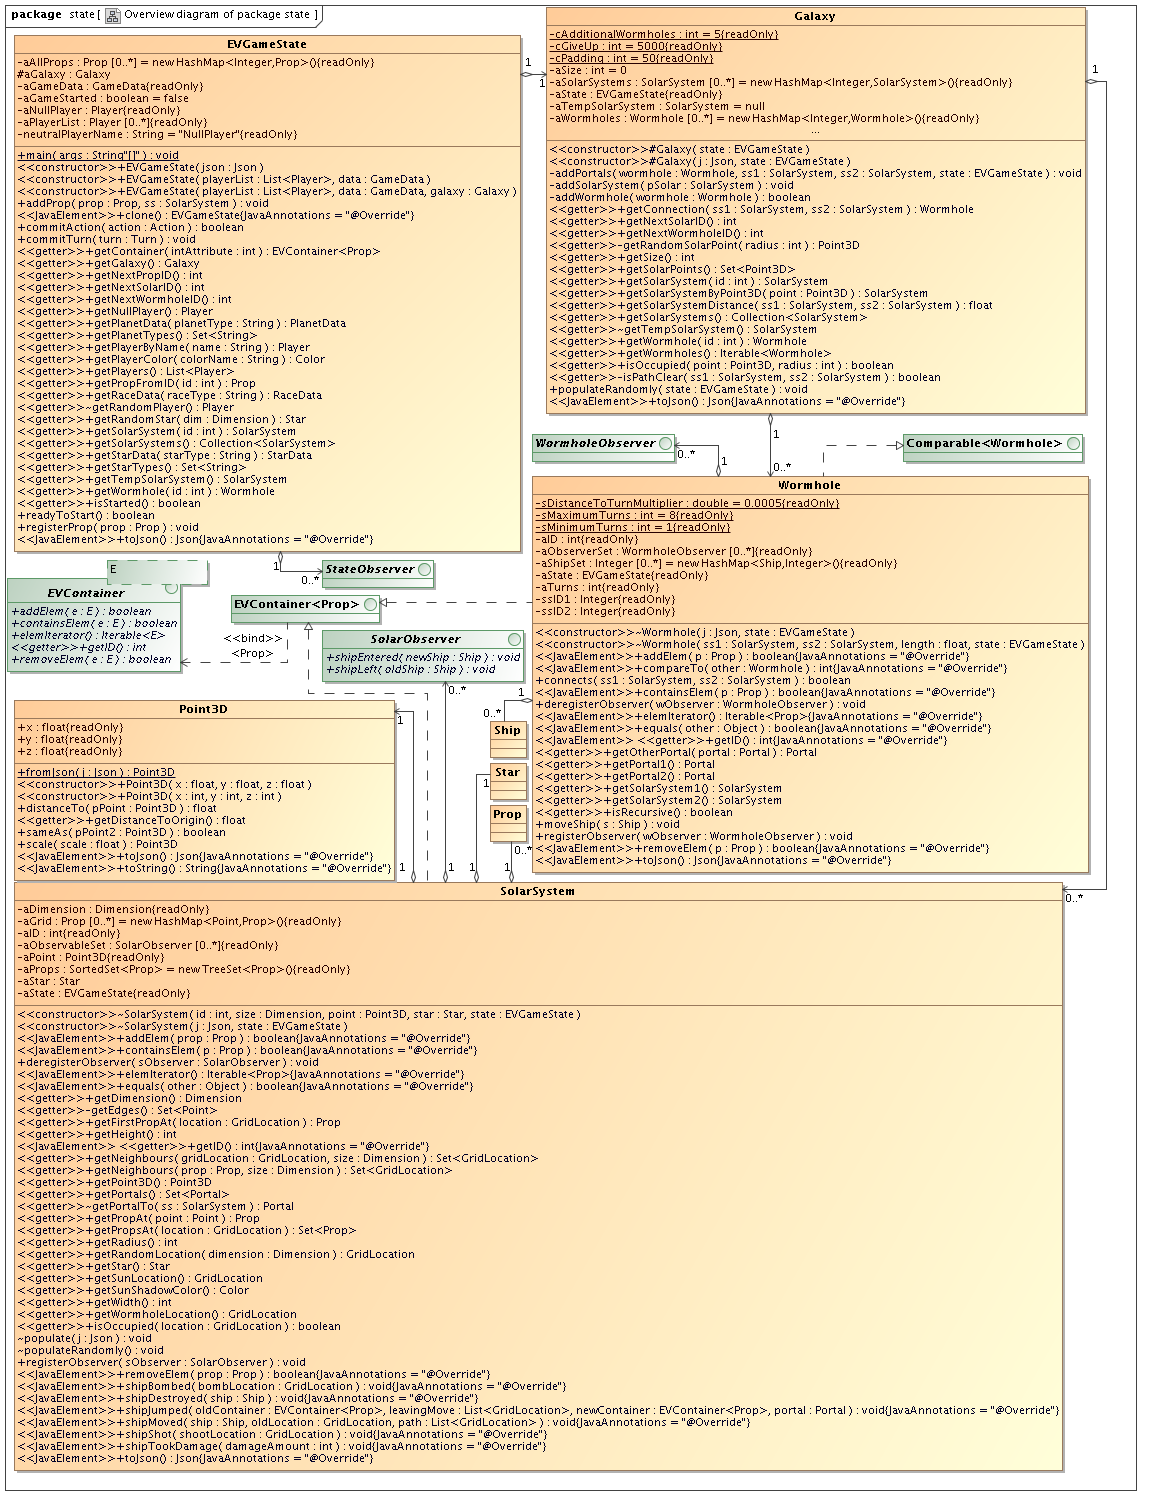 package state [ Overview diagram of package state ]
EVGameState
-aAllProps : Prop [0..*] = new HashMap<Integer,Prop>(){readOnly}
#aGalaxy : Galaxy
-aGameData : GameData{readOnly}
-aGameStarted : boolean = false
-aNullPlayer : Player{readOnly}
-aPlayerList : Player [0..*]{readOnly}
-neutralPlayerName : String = "NullPlayer"{readOnly}
+main( args : String"[]" ) : void
<<constructor>>+EVGameState( json : Json )
<<constructor>>+EVGameState( playerList : List<Player>, data : GameData )
<<constructor>>+EVGameState( playerList : List<Player>, data : GameData, galaxy : Galaxy )
+addProp( prop : Prop, ss : SolarSystem ) : void
<<JavaElement>>+clone() : EVGameState{JavaAnnotations = "@Override"}
+commitAction( action : Action ) : boolean
+commitTurn( turn : Turn ) : void
<<getter>>+getContainer( intAttribute : int ) : EVContainer<Prop>
<<getter>>+getGalaxy() : Galaxy
<<getter>>+getNextPropID() : int
<<getter>>+getNextSolarID() : int
<<getter>>+getNextWormholeID() : int
<<getter>>+getNullPlayer() : Player
<<getter>>+getPlanetData( planetType : String ) : PlanetData
<<getter>>+getPlanetTypes() : Set<String>
<<getter>>+getPlayerByName( name : String ) : Player
<<getter>>+getPlayerColor( colorName : String ) : Color
<<getter>>+getPlayers() : List<Player>
<<getter>>+getPropFromID( id : int ) : Prop
<<getter>>+getRaceData( raceType : String ) : RaceData
<<getter>>~getRandomPlayer() : Player
<<getter>>+getRandomStar( dim : Dimension ) : Star
<<getter>>+getSolarSystem( id : int ) : SolarSystem
<<getter>>+getSolarSystems() : Collection<SolarSystem>
<<getter>>+getStarData( starType : String ) : StarData
<<getter>>+getStarTypes() : Set<String>
<<getter>>+getTempSolarSystem() : SolarSystem
<<getter>>+getWormhole( id : int ) : Wormhole
<<getter>>+isStarted() : boolean
+readyToStart() : boolean
+registerProp( prop : Prop ) : void
<<JavaElement>>+toJson() : Json{JavaAnnotations = "@Override"}
1
1
Galaxy
-cAdditionalWormholes : int = 5{readOnly}
-cGiveUp : int = 5000{readOnly}
-cPadding : int = 50{readOnly}
-aSize : int = 0
-aSolarSystems : SolarSystem [0..*] = new HashMap<Integer,SolarSystem>(){readOnly}
-aState : EVGameState{readOnly}
-aTempSolarSystem : SolarSystem = null
-aWormholes : Wormhole [0..*] = new HashMap<Integer,Wormhole>(){readOnly}
...
<<constructor>>#Galaxy( state : EVGameState )
<<constructor>>#Galaxy( j : Json, state : EVGameState )
-addPortals( wormhole : Wormhole, ss1 : SolarSystem, ss2 : SolarSystem, state : EVGameState ) : void
-addSolarSystem( pSolar : SolarSystem ) : void
-addWormhole( wormhole : Wormhole ) : boolean
<<getter>>+getConnection( ss1 : SolarSystem, ss2 : SolarSystem ) : Wormhole
<<getter>>+getNextSolarID() : int
<<getter>>+getNextWormholeID() : int
<<getter>>-getRandomSolarPoint( radius : int ) : Point3D
<<getter>>+getSize() : int
<<getter>>+getSolarPoints() : Set<Point3D>
<<getter>>+getSolarSystem( id : int ) : SolarSystem
<<getter>>+getSolarSystemByPoint3D( point : Point3D ) : SolarSystem
<<getter>>+getSolarSystemDistance( ss1 : SolarSystem, ss2 : SolarSystem ) : float
<<getter>>+getSolarSystems() : Collection<SolarSystem>
<<getter>>~getTempSolarSystem() : SolarSystem
<<getter>>+getWormhole( id : int ) : Wormhole
<<getter>>+getWormholes() : Iterable<Wormhole>
<<getter>>+isOccupied( point : Point3D, radius : int ) : boolean
<<getter>>-isPathClear( ss1 : SolarSystem, ss2 : SolarSystem ) : boolean
+populateRandomly( state : EVGameState ) : void
<<JavaElement>>+toJson() : Json{JavaAnnotations = "@Override"}
1
1
0..*
WormholeObserver
0..*
1
Comparable<Wormhole>
Wormhole
-sDistanceToTurnMultiplier : double = 0.0005{readOnly}
-sMaximumTurns : int = 8{readOnly}
-sMinimumTurns : int = 1{readOnly}
-aID : int{readOnly}
-aObserverSet : WormholeObserver [0..*]{readOnly}
-aShipSet : Integer [0..*] = new HashMap<Ship,Integer>(){readOnly}
-aState : EVGameState{readOnly}
-aTurns : int{readOnly}
-ssID1 : Integer{readOnly}
-ssID2 : Integer{readOnly}
<<constructor>>~Wormhole( j : Json, state : EVGameState )
<<constructor>>~Wormhole( ss1 : SolarSystem, ss2 : SolarSystem, length : float, state : EVGameState )
<<JavaElement>>+addElem( p : Prop ) : boolean{JavaAnnotations = "@Override"}
<<JavaElement>>+compareTo( other : Wormhole ) : int{JavaAnnotations = "@Override"}
+connects( ss1 : SolarSystem, ss2 : SolarSystem ) : boolean
<<JavaElement>>+containsElem( p : Prop ) : boolean{JavaAnnotations = "@Override"}
+deregisterObserver( wObserver : WormholeObserver ) : void
<<JavaElement>>+elemIterator() : Iterable<Prop>{JavaAnnotations = "@Override"}
<<JavaElement>>+equals( other : Object ) : boolean{JavaAnnotations = "@Override"}
<<JavaElement>> <<getter>>+getID() : int{JavaAnnotations = "@Override"}
<<getter>>+getOtherPortal( portal : Portal ) : Portal
<<getter>>+getPortal1() : Portal
<<getter>>+getPortal2() : Portal
<<getter>>+getSolarSystem1() : SolarSystem
<<getter>>+getSolarSystem2() : SolarSystem
<<getter>>+isRecursive() : boolean
+moveShip( s : Ship ) : void
+registerObserver( wObserver : WormholeObserver ) : void
<<JavaElement>>+removeElem( p : Prop ) : boolean{JavaAnnotations = "@Override"}
<<JavaElement>>+toJson() : Json{JavaAnnotations = "@Override"}
1
0..*
StateObserver
E
EVContainer
+addElem( e : E ) : boolean
+containsElem( e : E ) : boolean
+elemIterator() : Iterable<E>
<<getter>>+getID() : int
+removeElem( e : E ) : boolean
EVContainer<Prop>
<<bind>>
<Prop>
SolarObserver
+shipEntered( newShip : Ship ) : void
+shipLeft( oldShip : Ship ) : void
0..*
1
0..*
Ship
Star
1
Prop
0..*
Point3D
+x : float{readOnly}
+y : float{readOnly}
+z : float{readOnly}
+fromJson( j : Json ) : Point3D
<<constructor>>+Point3D( x : float, y : float, z : float )
<<constructor>>+Point3D( x : int, y : int, z : int )
+distanceTo( pPoint : Point3D ) : float
<<getter>>+getDistanceToOrigin() : float
+sameAs( pPoint2 : Point3D ) : boolean
+scale( scale : float ) : Point3D
<<JavaElement>>+toJson() : Json{JavaAnnotations = "@Override"}
<<JavaElement>>+toString() : String{JavaAnnotations = "@Override"}
1
1
1
1
1
0..*
SolarSystem
-aDimension : Dimension{readOnly}
-aGrid : Prop [0..*] = new HashMap<Point,Prop>(){readOnly}
-aID : int{readOnly}
-aObservableSet : SolarObserver [0..*]{readOnly}
-aPoint : Point3D{readOnly}
-aProps : SortedSet<Prop> = new TreeSet<Prop>(){readOnly}
-aStar : Star
-aState : EVGameState{readOnly}
<<constructor>>~SolarSystem( id : int, size : Dimension, point : Point3D, star : Star, state : EVGameState )
<<constructor>>~SolarSystem( j : Json, state : EVGameState )
<<JavaElement>>+addElem( prop : Prop ) : boolean{JavaAnnotations = "@Override"}
<<JavaElement>>+containsElem( p : Prop ) : boolean{JavaAnnotations = "@Override"}
+deregisterObserver( sObserver : SolarObserver ) : void
<<JavaElement>>+elemIterator() : Iterable<Prop>{JavaAnnotations = "@Override"}
<<JavaElement>>+equals( other : Object ) : boolean{JavaAnnotations = "@Override"}
<<getter>>+getDimension() : Dimension
<<getter>>-getEdges() : Set<Point>
<<getter>>+getFirstPropAt( location : GridLocation ) : Prop
<<getter>>+getHeight() : int
<<JavaElement>> <<getter>>+getID() : int{JavaAnnotations = "@Override"}
<<getter>>+getNeighbours( gridLocation : GridLocation, size : Dimension ) : Set<GridLocation>
<<getter>>+getNeighbours( prop : Prop, size : Dimension ) : Set<GridLocation>
<<getter>>+getPoint3D() : Point3D
<<getter>>+getPortals() : Set<Portal>
<<getter>>~getPortalTo( ss : SolarSystem ) : Portal
<<getter>>+getPropAt( point : Point ) : Prop
<<getter>>+getPropsAt( location : GridLocation ) : Set<Prop>
<<getter>>+getRadius() : int
<<getter>>+getRandomLocation( dimension : Dimension ) : GridLocation
<<getter>>+getStar() : Star
<<getter>>+getSunLocation() : GridLocation
<<getter>>+getSunShadowColor() : Color
<<getter>>+getWidth() : int
<<getter>>+getWormholeLocation() : GridLocation
<<getter>>+isOccupied( location : GridLocation ) : boolean
~populate( j : Json ) : void
~populateRandomly() : void
+registerObserver( sObserver : SolarObserver ) : void
<<JavaElement>>+removeElem( prop : Prop ) : boolean{JavaAnnotations = "@Override"}
<<JavaElement>>+shipBombed( bombLocation : GridLocation ) : void{JavaAnnotations = "@Override"}
<<JavaElement>>+shipDestroyed( ship : Ship ) : void{JavaAnnotations = "@Override"}
<<JavaElement>>+shipJumped( oldContainer : EVContainer<Prop>, leavingMove : List<GridLocation>, newContainer : EVContainer<Prop>, portal : Portal ) : void{JavaAnnotations = "@Override"}
<<JavaElement>>+shipMoved( ship : Ship, oldLocation : GridLocation, path : List<GridLocation> ) : void{JavaAnnotations = "@Override"}
<<JavaElement>>+shipShot( shootLocation : GridLocation ) : void{JavaAnnotations = "@Override"}
<<JavaElement>>+shipTookDamage( damageAmount : int ) : void{JavaAnnotations = "@Override"}
<<JavaElement>>+toJson() : Json{JavaAnnotations = "@Override"}